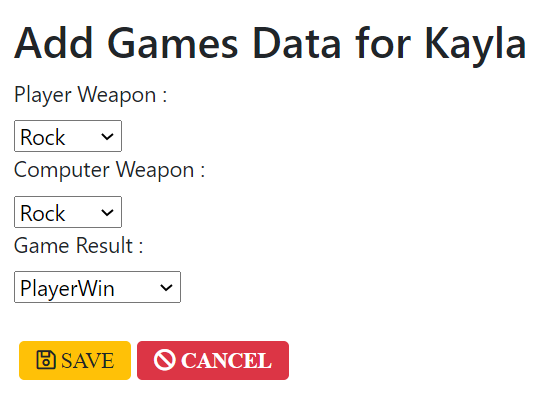 Add Games Data for Kayla
Player Weapon :
Rock
Computer Weapon :
Rock
Game Result :
PlayerWin
SAVE CANCEL